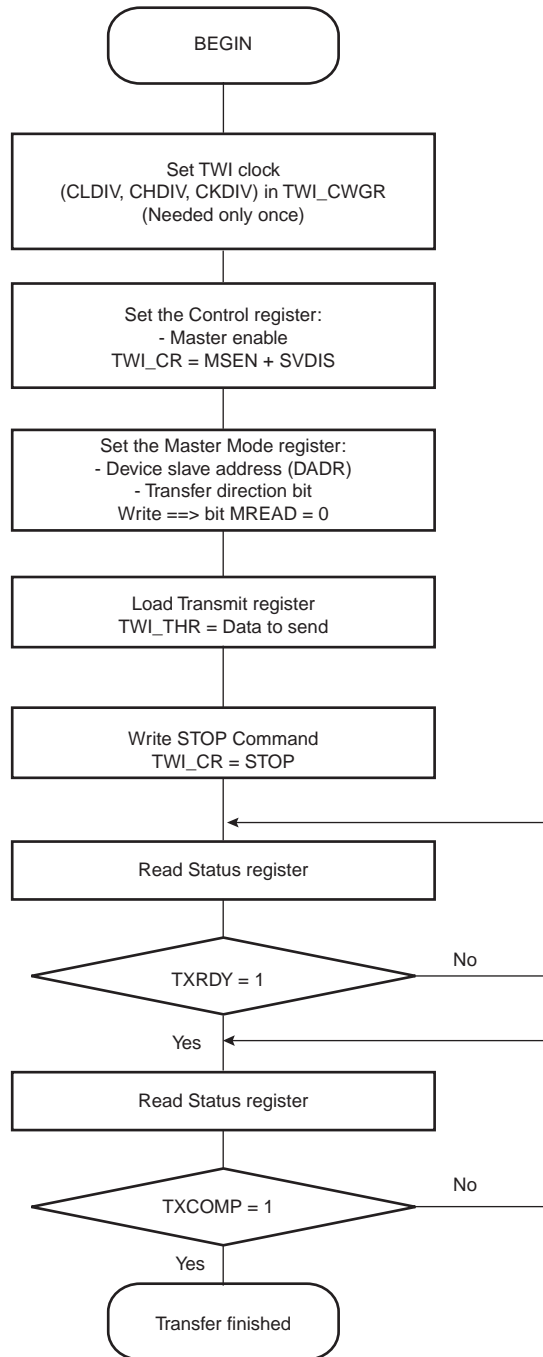 BEGIN
Set TWI clock
(CLDIV, CHDIV, CKDIV) in TWI_CWGR
(Needed only once)
Set the Control register:
- Master enable
TWI_CR = MSEN + SVDIS
Set the Master Mode register:
- Device slave address (DADR)
- Transfer direction bit
Write ==> bit MREAD = 0
Load Transmit register
TWI_THR = Data to send
Write STOP Command
TWI_CR = STOP
Read Status register
TXRDY = 1
No
Yes
Read Status register
TXCOMP = 1
No
Yes
Transfer finished